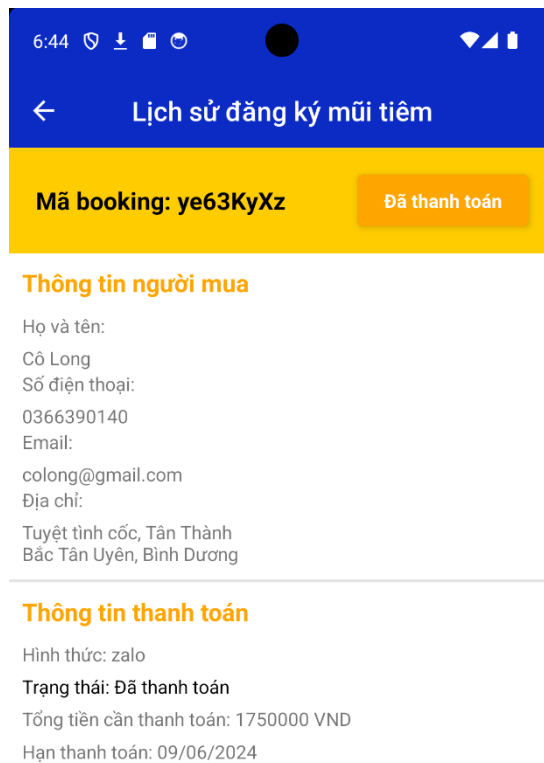 6:44
Lịch sử đăng ký mũi tiêm
Mã booking: ye63KyXz
Đã thanh toán
Thông tin người mua
Họ và tên:
Cô Long
Số điện thoại:
0366390140
Email:
colong@gmail.com
Địa chỉ:
Tuyệt tình cốc, Tân Thành
Bắc Tân Uyên, Bình Dương
Thông tin thanh toán
Hình thức: zalo
Trạng thái: Đã thanh toán
Tổng tiền cần thanh toán: 1750000 VND
Hạn thanh toán: 09/06/2024